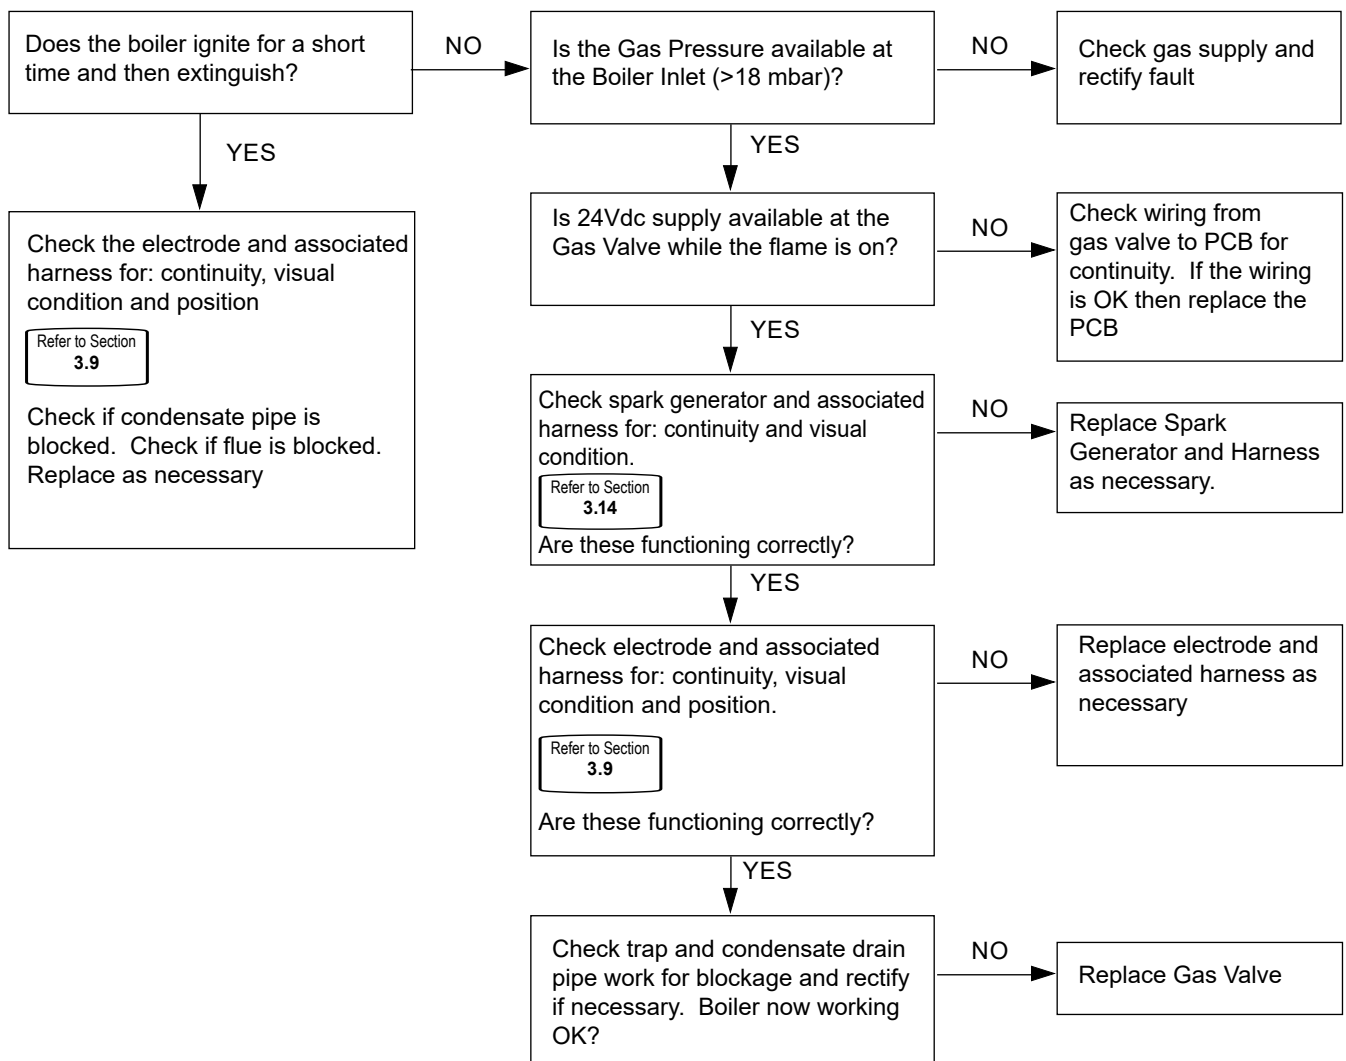 Does the boiler ignite for a short
time and then extinguish?
NO
Is the Gas Pressure available at
the Boiler Inlet (>18 mbar)?
NO
Check gas supply and
rectify fault
YES
YES
Check the electrode and associated
harness for: continuity, visual
condition and position
Refer to Section
3.9
Check if condensate pipe is
blocked.  Check if flue is blocked.
Replace as necessary
Is 24Vdc supply available at the
Gas Valve while the flame is on?
NO
Check wiring from
gas valve to PCB for
continuity.  If the wiring
is OK then replace the
PCB
YES
Check spark generator and associated
harness for: continuity and visual
condition.
Refer to Section
3.14
Are these functioning correctly?
NO
Replace Spark
Generator and Harness
as necessary.
YES
Check electrode and associated
harness for: continuity, visual
condition and position.
Refer to Section
3.9
Are these functioning correctly?
NO
Replace electrode and
associated harness as
necessary
YES
Check trap and condensate drain
pipe work for blockage and rectify
if necessary.  Boiler now working
OK?
NO
Replace Gas Valve